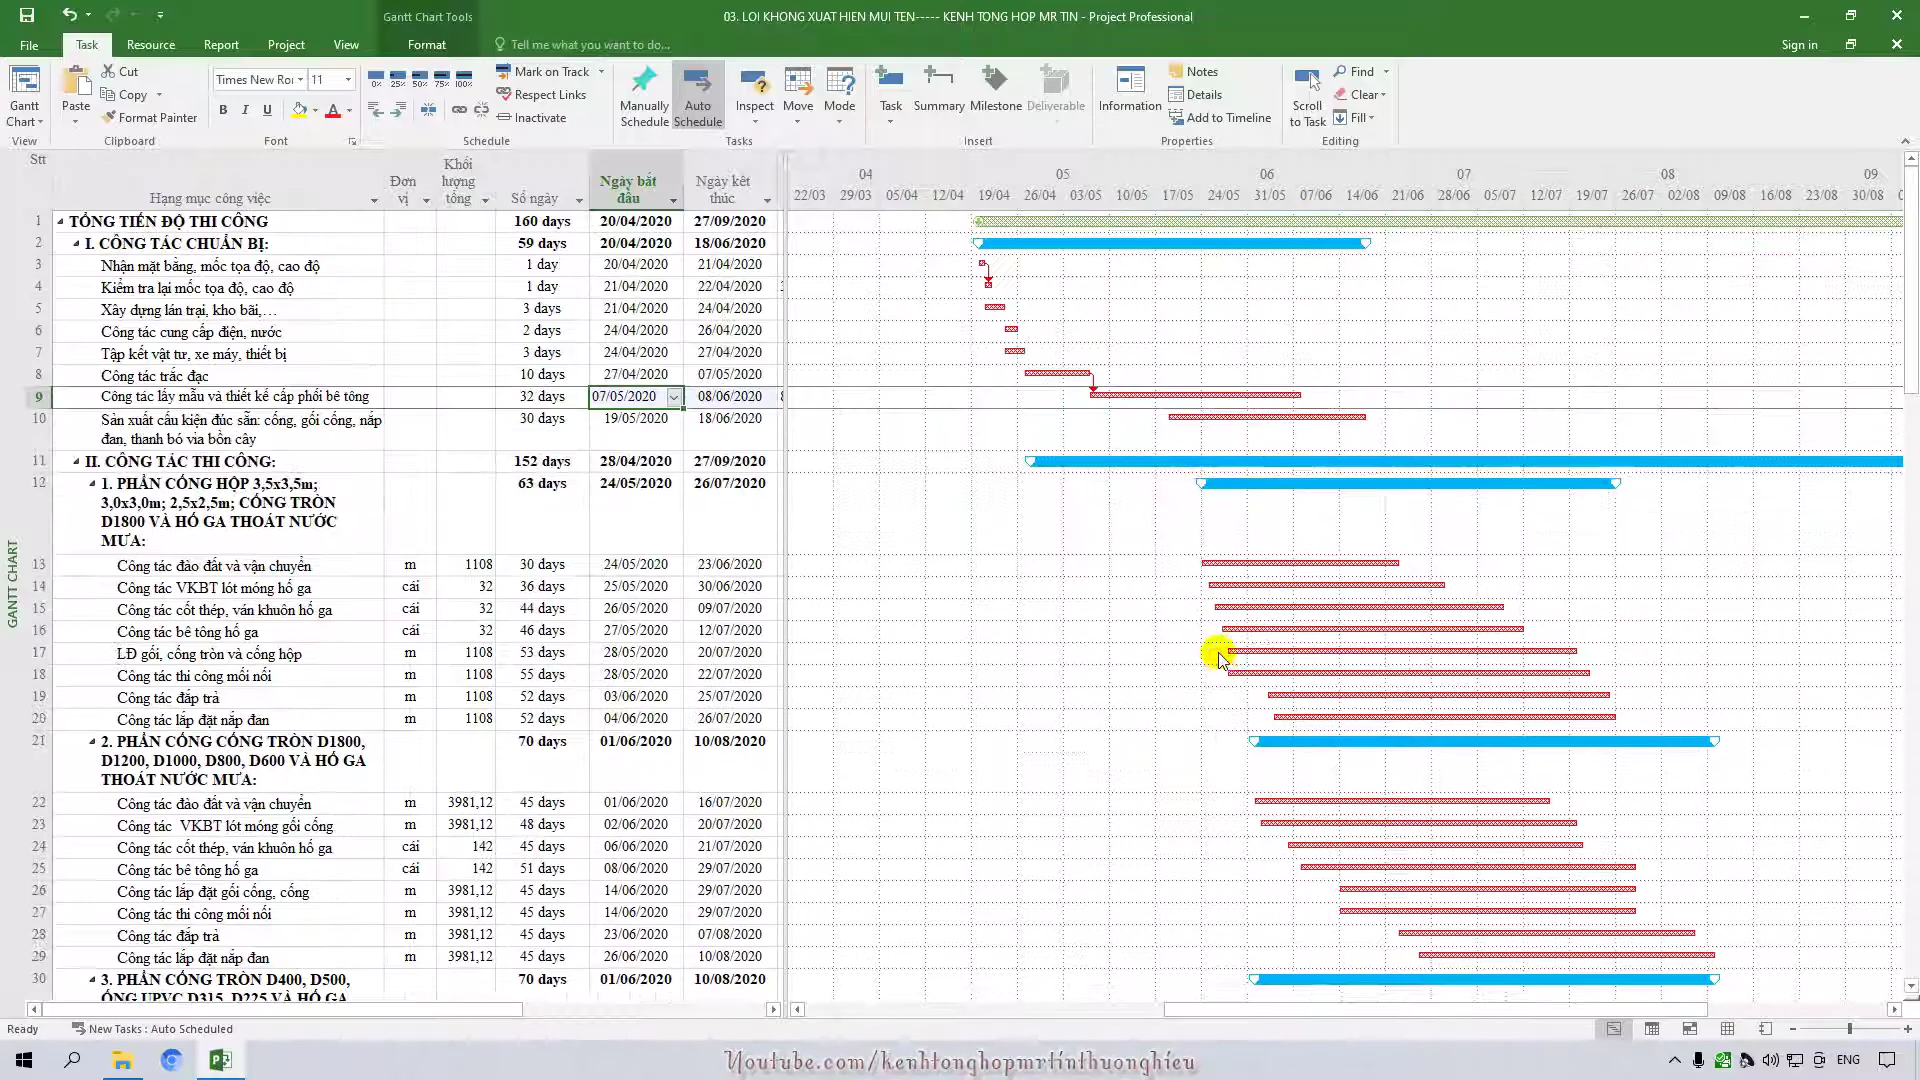 Gantt Chart Tools
03. LOI KHONG XUAT HIEN MUI TEN----- KENH TONG HOP MR TIN - Project Professional
File Task Resource Report Project View Format Tell me what you want to do... Sign in
Gantt Chart
View
Paste
Cut
Copy
Format Painter
Clipboard
Times New Ro 11
B I U A
Font
0% 25% 50% 75% 100%
Mark on Track
Respect Links
Inactivate
Schedule
Manually Schedule
Auto Schedule
Inspect
Move
Mode
Tasks
Task
Summary
Milestone
Deliverable
Insert
Information
Notes
Details
Add to Timeline
Properties
Scroll to Task
Find
Clear
Fill
Editing
Stt Hạng mục công việc Đơn vị Khối lượng tổng Số ngày Ngày bắt đầu Ngày kết thúc
04 05 06 07 08 09
22/03 29/03 05/04 12/04 19/04 26/04 03/05 10/05 17/05 24/05 31/05 07/06 14/06 21/06 28/06 05/07 12/07 19/07 26/07 02/08 09/08 16/08 23/08 30/08
1 TỔNG TIẾN ĐỘ THI CÔNG 160 days 20/04/2020 27/09/2020
2 I. CÔNG TÁC CHUẨN BỊ: 59 days 20/04/2020 18/06/2020
3 Nhận mặt bằng, mốc tọa độ, cao độ 1 day 20/04/2020 21/04/2020
4 Kiểm tra lại mốc tọa độ, cao độ 1 day 21/04/2020 22/04/2020 3
5 Xây dựng lán trại, kho bãi,… 3 days 21/04/2020 24/04/2020
6 Công tác cung cấp điện, nước 2 days 24/04/2020 26/04/2020
7 Tập kết vật tư, xe máy, thiết bị 3 days 24/04/2020 27/04/2020
8 Công tác trắc đạc 10 days 27/04/2020 07/05/2020
9 Công tác lấy mẫu và thiết kế cấp phối bê tông 32 days 07/05/2020 08/06/2020 8
10 Sản xuất cấu kiện đúc sẵn: cống, gối cống, nắp 30 days 19/05/2020 18/06/2020
đan, thanh bó vỉa bồn cây
11 II. CÔNG TÁC THI CÔNG: 152 days 28/04/2020 27/09/2020
12 1. PHẦN CỐNG HỘP 3,5x3,5m; 63 days 24/05/2020 26/07/2020
3,0x3,0m; 2,5x2,5m; CỐNG TRÒN
D1800 VÀ HỐ GA THOÁT NƯỚC
MƯA:
13 Công tác đào đất và vận chuyển m 1108 30 days 24/05/2020 23/06/2020
14 Công tác VKBT lót móng hố ga cái 32 36 days 25/05/2020 30/06/2020
15 Công tác cốt thép, ván khuôn hố ga cái 32 44 days 26/05/2020 09/07/2020
16 Công tác bê tông hố ga cái 32 46 days 27/05/2020 12/07/2020
17 LĐ gối, cống tròn và cống hộp m 1108 53 days 28/05/2020 20/07/2020
18 Công tác thi công mối nối m 1108 55 days 28/05/2020 22/07/2020
19 Công tác đắp trả m 1108 52 days 03/06/2020 25/07/2020
20 Công tác lắp đặt nắp đan m 1108 52 days 04/06/2020 26/07/2020
21 2. PHẦN CỐNG CỐNG TRÒN D1800, 70 days 01/06/2020 10/08/2020
D1200, D1000, D800, D600 VÀ HỐ GA
THOÁT NƯỚC MƯA:
22 Công tác đào đất và vận chuyển m 3981,12 45 days 01/06/2020 16/07/2020
23 Công tác VKBT lót móng gối cống m 3981,12 48 days 02/06/2020 20/07/2020
24 Công tác cốt thép, ván khuôn hố ga cái 142 45 days 06/06/2020 21/07/2020
25 Công tác bê tông hố ga cái 142 51 days 08/06/2020 29/07/2020
26 Công tác lắp đặt gối cống, cống m 3981,12 45 days 14/06/2020 29/07/2020
27 Công tác thi công mối nối m 3981,12 45 days 14/06/2020 29/07/2020
28 Công tác đắp trả m 3981,12 45 days 23/06/2020 07/08/2020
29 Công tác lắp đặt nắp đan m 3981,12 45 days 26/06/2020 10/08/2020
30 3. PHẦN CỐNG TRÒN D400, D500, 70 days 01/06/2020 10/08/2020
ỐNG UPVC D315, D225 VÀ HỐ GA
GANTT CHART
Ready New Tasks : Auto Scheduled
Youtube.com/kenhtonghopmrtinthuonghieu
ENG